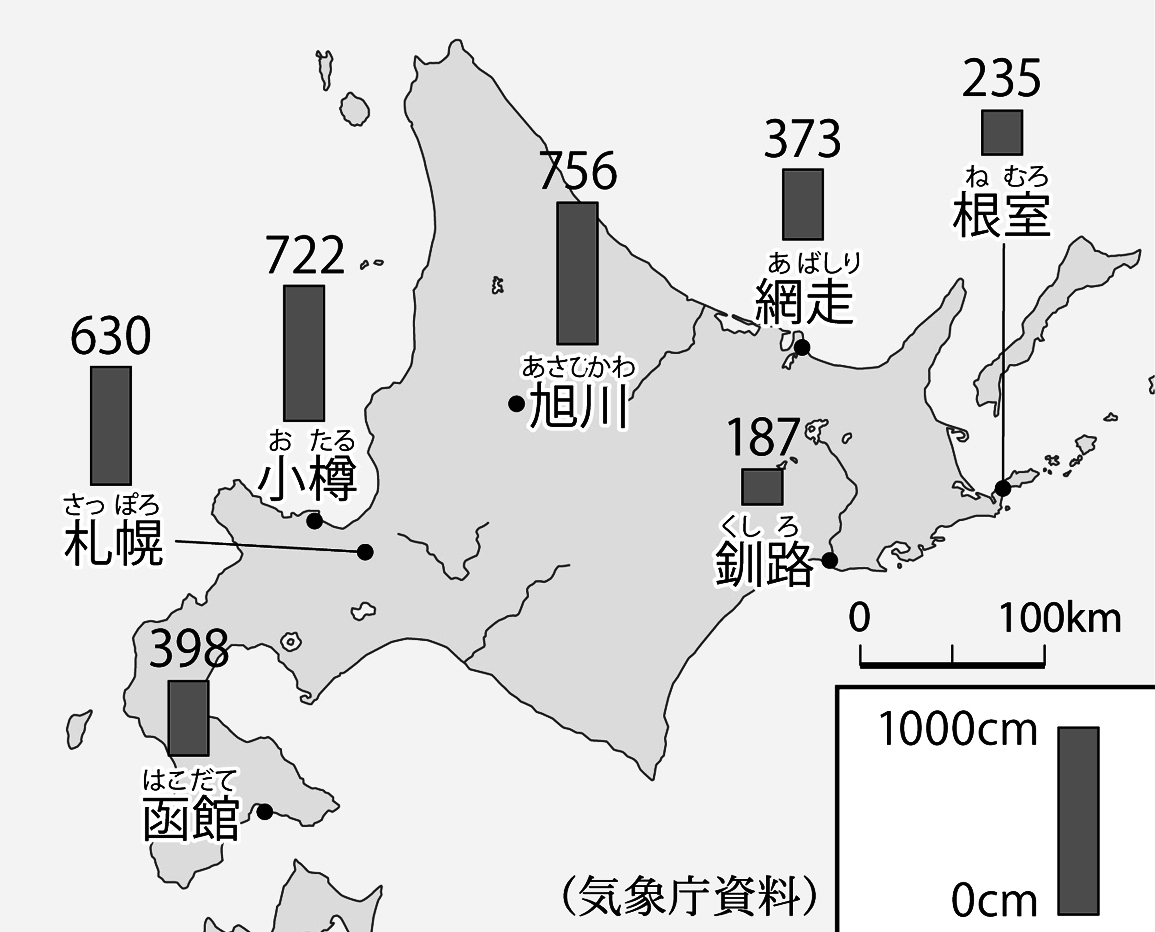 235
ね むろ
根室
373
あ ばしり
網走
756
あさひかわ
旭川
722
お たる
小樽
630
さっ ぽろ
札幌
187
くし ろ
釧路
398
はこだて
函館
0 100km
1000cm
0cm
(気象庁資料)